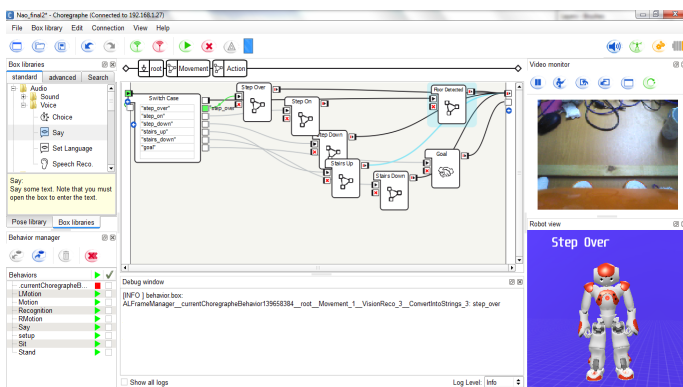 Nao_final2* - Choregraphe (Connected to 192.168.1.27)
File Edit Box library Connection View Help
Box libraries
standard advanced Search
Audio
Sound
Voice
Choice
Say
Set Language
Speech Reco.
Say:
Say some text. Note that you must
open the box to enter the text.
Pose library Box libraries
Behavior manager
Behaviors
.currentChoregrapheB...
LMotion
Motion
Recognition
RMotion
Say
setup
Sit
Stand
root Movement Action
Switch Case
"step_over"
"step_on"
"step_down"
"stairs_up"
"stairs_down"
"goal"
step_over
Step Over
Step On
Step Down
Stairs Up
Stairs Down
Goal
Floor Detected
Debug window
[INFO ] behavior.box:
ALFrameManager__currentChoregrapheBehavior139658384__root__Movement_1__VisionReco_3__ConvertIntoStrings_3: step_over
Show all logs
Log Level: Info
Video monitor
Robot view
Step Over